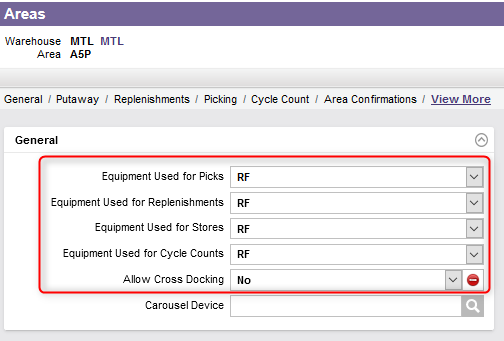 Areas
Warehouse MTL MTL
Area A5P
General / Putaway / Replenishments / Picking / Cycle Count / Area Confirmations / View More
General
Equipment Used for Picks RF
Equipment Used for Replenishments RF
Equipment Used for Stores RF
Equipment Used for Cycle Counts RF
Allow Cross Docking No
Carousel Device